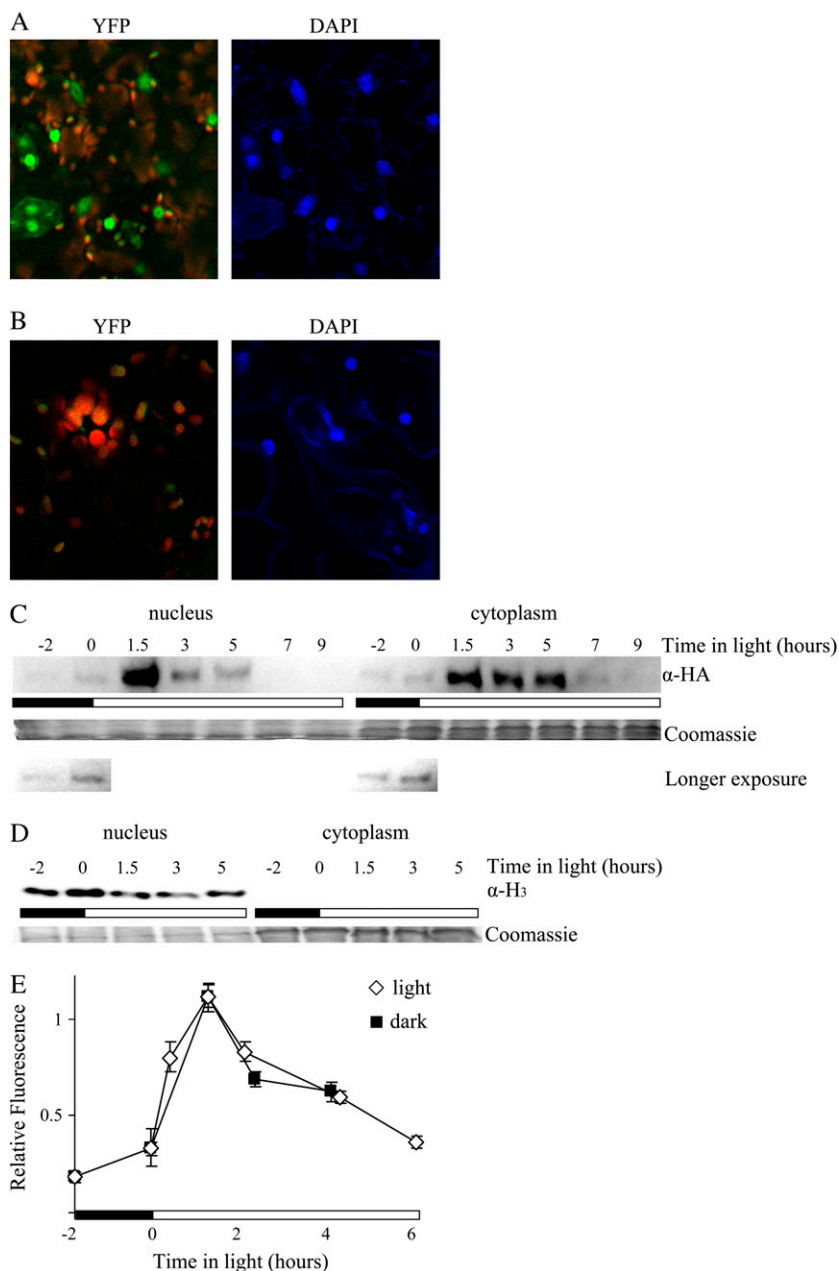 A
YFP DAPI
B
YFP DAPI
C
nucleus cytoplasm
-2 0 1.5 3 5 7 9 -2 0 1.5 3 5 7 9 Time in light (hours)
α-HA
Coomassie
Longer exposure
D
nucleus cytoplasm
-2 0 1.5 3 5 -2 0 1.5 3 5 Time in light (hours)
α-H₃
Coomassie
E
light
dark
1
0.5
Relative Fluorescence
-2 0 2 4 6
Time in light (hours)